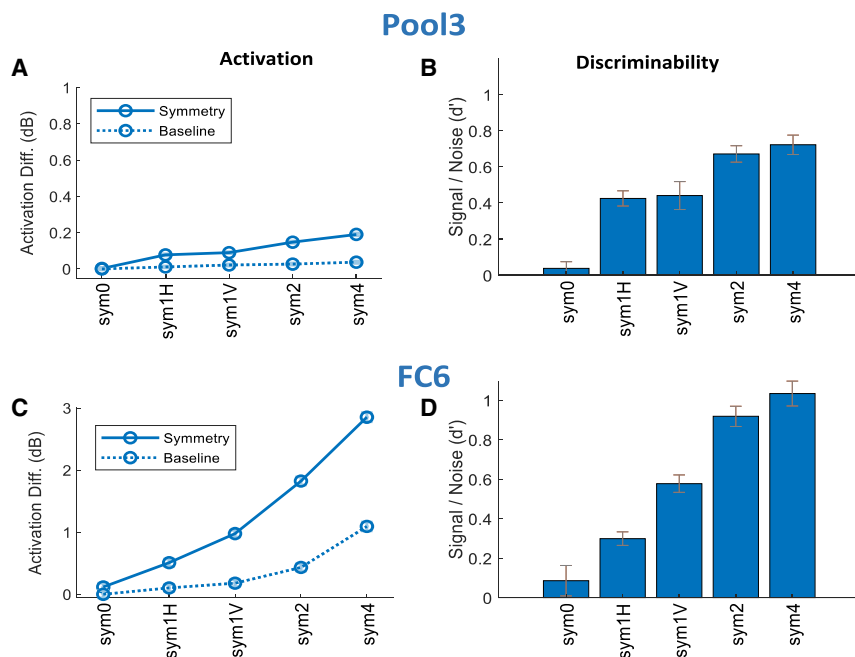 Pool3
A
Activation
B
Discriminability
Activation Diff. (dB)
1
0.8
0.6
0.4
0.2
0
Symmetry
Baseline
sym0
sym1H
sym1V
sym2
sym4
Signal / Noise (d')
1
0.8
0.6
0.4
0.2
0
sym0
sym1H
sym1V
sym2
sym4
FC6
C
D
Activation Diff. (dB)
3
2
1
0
Symmetry
Baseline
sym0
sym1H
sym1V
sym2
sym4
Signal / Noise (d')
1
0.8
0.6
0.4
0.2
0
sym0
sym1H
sym1V
sym2
sym4